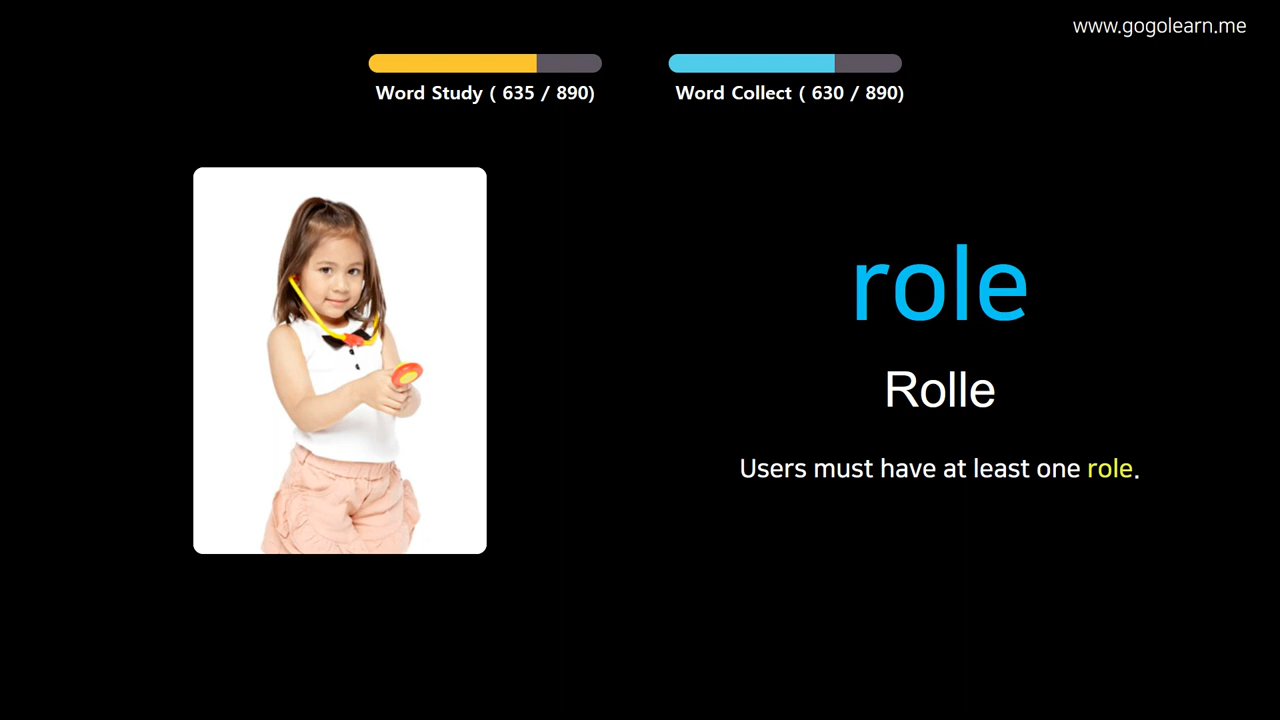 www.gogolearn.me
Word Study ( 635 / 890)
Word Collect ( 630 / 890)
role
Rolle
Users must have at least one role.